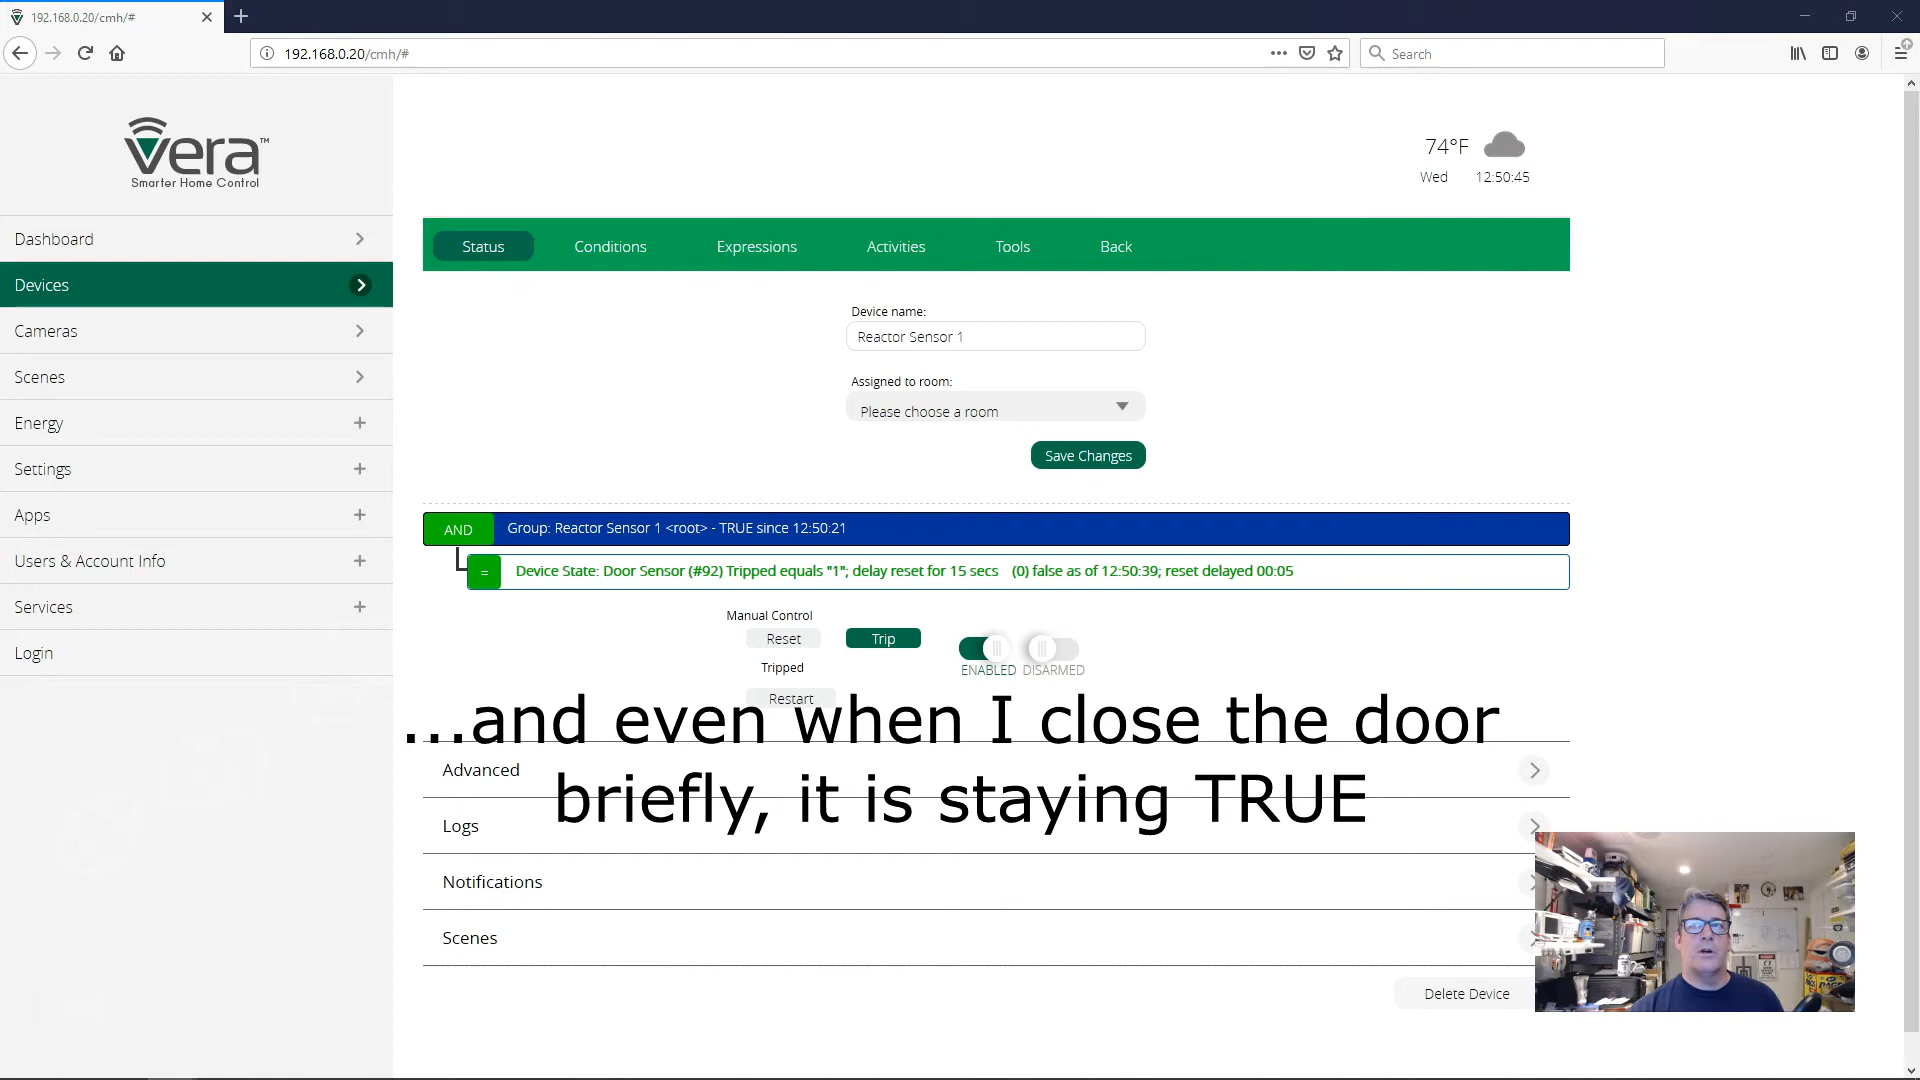 192.168.0.20/cmh/#
192.168.0.20/cmh/#
Search
vera™
Smarter Home Control
Dashboard
Devices
Cameras
Scenes
Energy
Settings
Apps
Users & Account Info
Services
Login
74°F
Wed 12:50:45
Status Conditions Expressions Activities Tools Back
Device name:
Reactor Sensor 1
Assigned to room:
Please choose a room
Save Changes
AND Group: Reactor Sensor 1 <root> - TRUE since 12:50:21
= Device State: Door Sensor (#92) Tripped equals "1"; delay reset for 15 secs (0) false as of 12:50:39; reset delayed 00:05
Manual Control
Reset Trip
Tripped
ENABLED DISARMED
Restart
...and even when I close the door
briefly, it is staying TRUE
Advanced
Logs
Notifications
Scenes
Delete Device